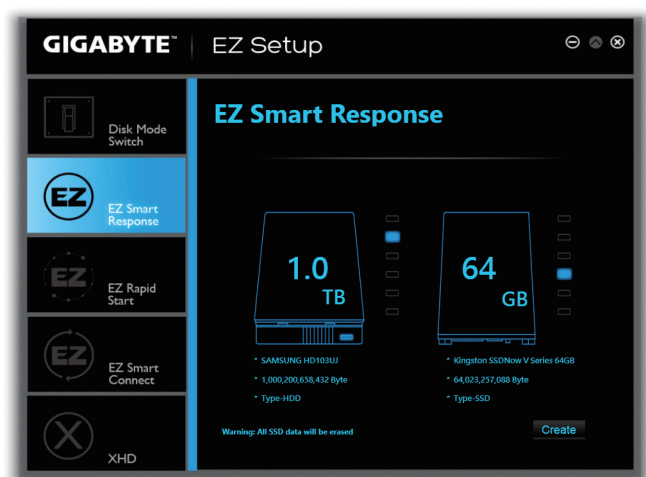 GIGABYTE™ EZ Setup
Disk Mode
Switch
EZ
EZ Smart
Response
EZ
EZ Rapid
Start
EZ
EZ Smart
Connect
XHD
EZ Smart Response
1.0
TB
64
GB
* SAMSUNG HD103UJ
* 1,000,200,658,432 Byte
* Type-HDD
* Kingston SSDNow V Series 64GB
* 64,023,257,088 Byte
* Type-SSD
Warning: All SSD data will be erased
Create